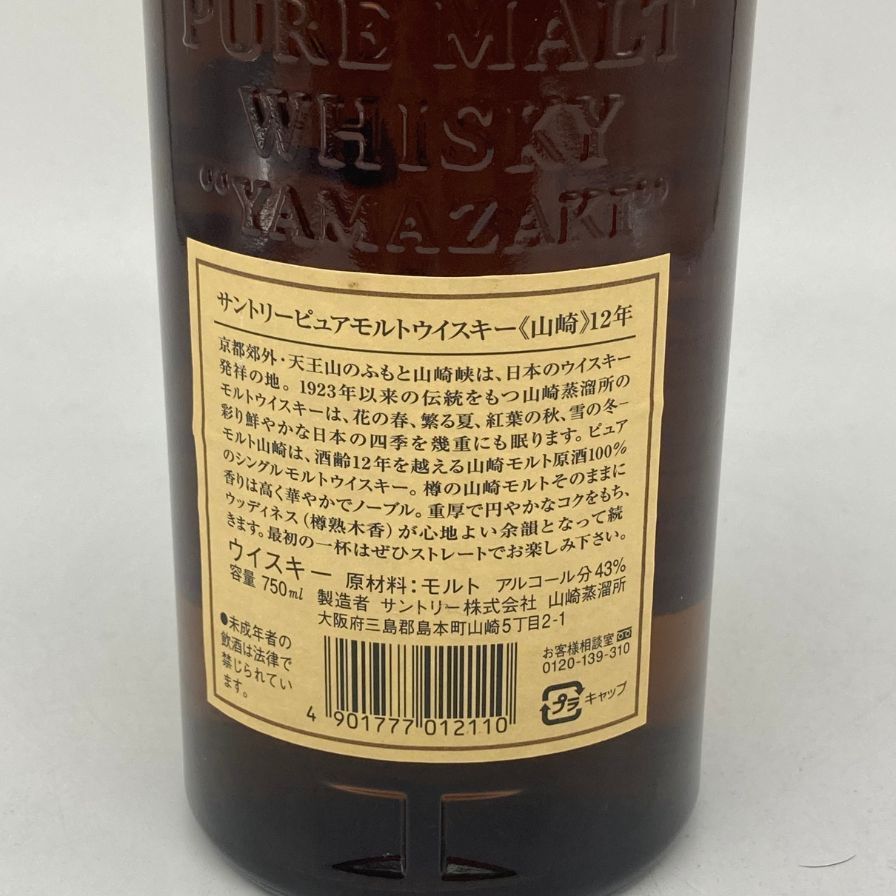 PURE MALT
WHISKY
"YAMAZAKI"
サントリーピュアモルトウイスキー《山崎》12年
京都郊外・天王山のふもと山崎峡は、日本のウイスキー
発祥の地。1923年以来の伝統をもつ山崎蒸溜所の
モルトウイスキーは、花の春、繁る夏、紅葉の秋、雪の冬−
彩り鮮やかな日本の四季を幾重にも眠ります。ピュア
モルト山崎は、酒齢12年を越える山崎モルト原酒100%
のシングルモルトウイスキー。樽の山崎モルトそのままに
香りは高く華やかでノーブル。重厚で円やかなコクをもち、
ウッディネス(樽熟木香)が心地よい余韻となって続
きます。最初の一杯はぜひストレートでお楽しみ下さい。
ウイスキー 原材料：モルト アルコール分43%
容量 750ml 製造者 サントリー株式会社 山崎蒸溜所
大阪府三島郡島本町山崎5丁目2-1
●未成年者の
飲酒は法律で
禁じられてい
ます。
お客様相談室
0120-139-310
プラ キャップ
4 901777 012110